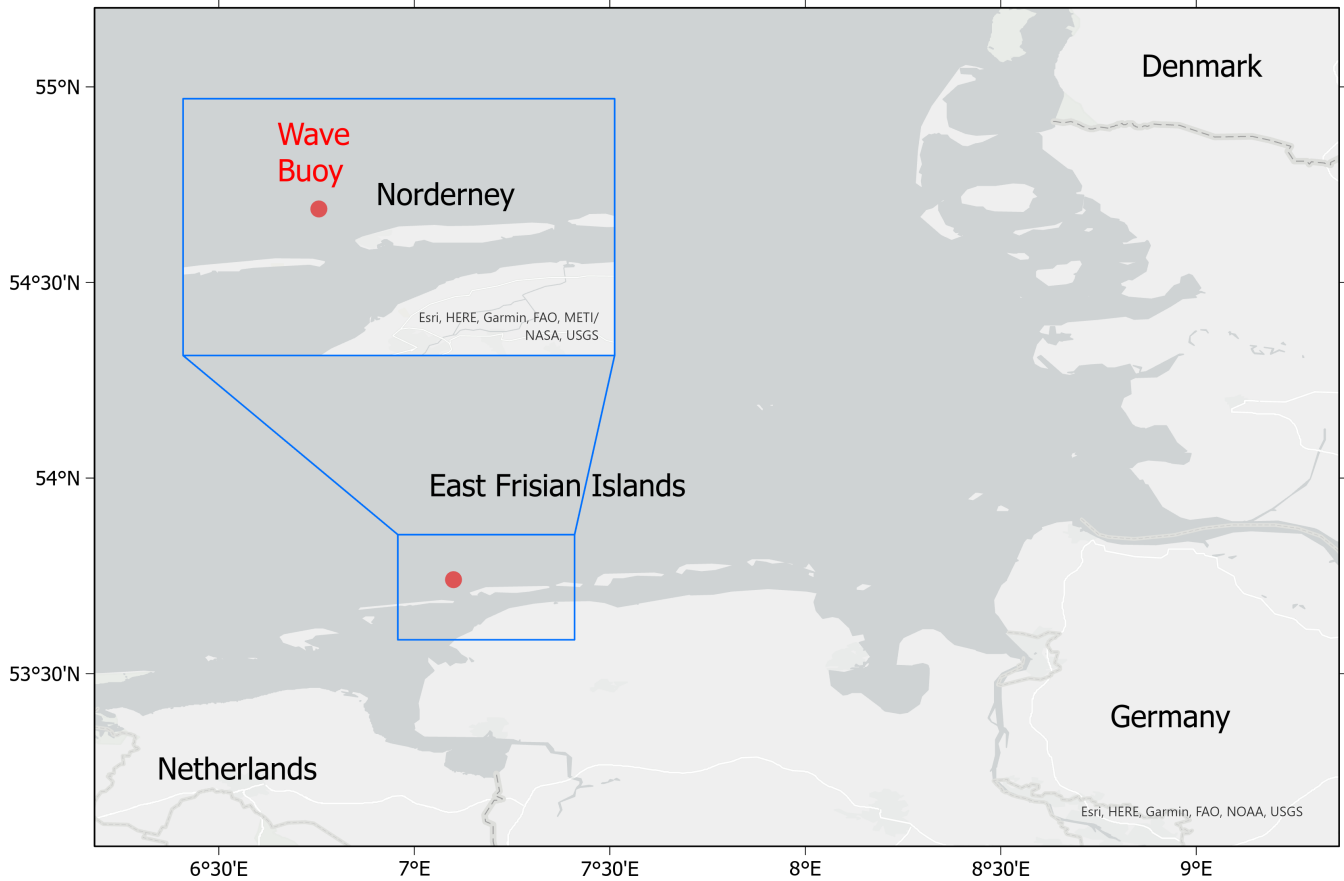 Denmark
55°N
Wave
Buoy
Norderney
54°30'N
Esri, HERE, Garmin, FAO, METI/
NASA, USGS
54°N
East Frisian Islands
53°30'N
Germany
Netherlands
Esri, HERE, Garmin, FAO, NOAA, USGS
6°30'E
7°E
7°30'E
8°E
8°30'E
9°E